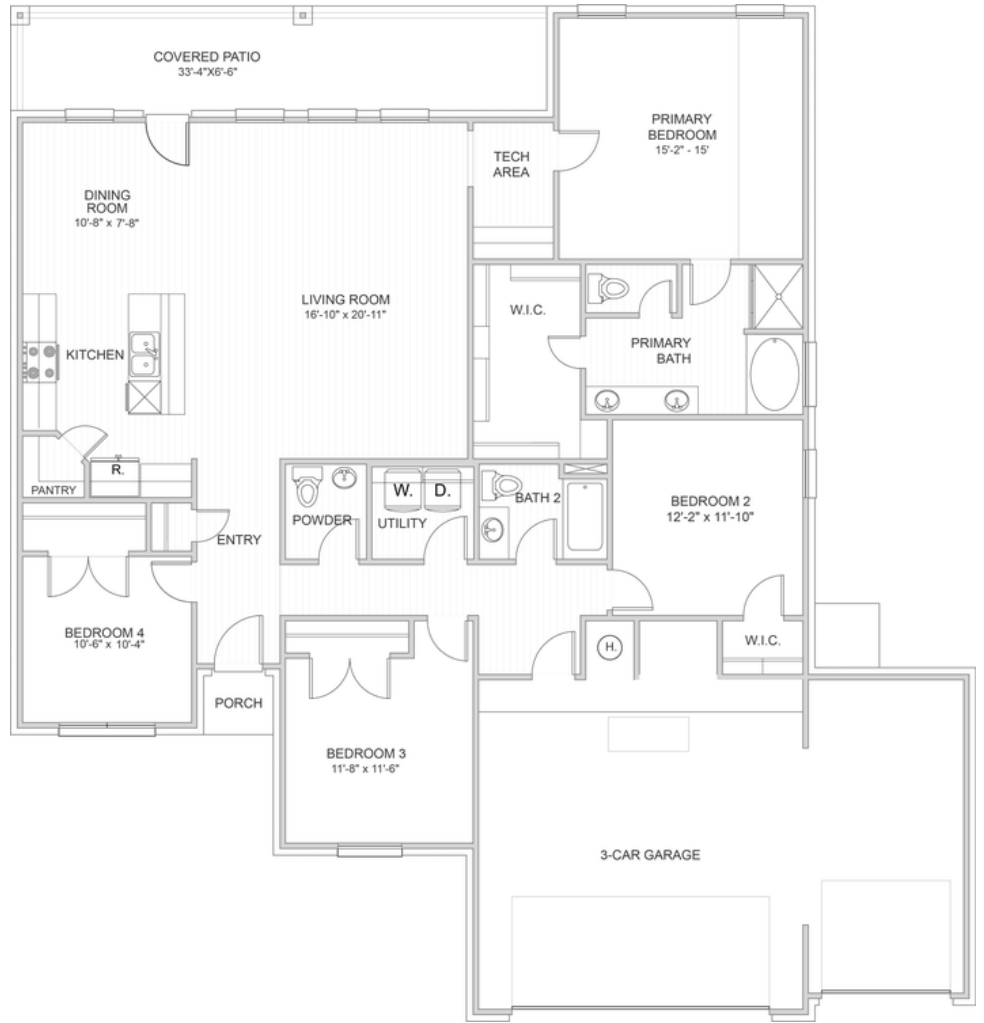 COVERED PATIO
33'-4"X6'-6"
PRIMARY
BEDROOM
15'-2" - 15'
TECH
AREA
DINING
ROOM
10'-8" x 7'-8"
LIVING ROOM
16'-10" x 20'-11"
W.I.C.
KITCHEN
PRIMARY
BATH
R.
PANTRY
W.
D.
POWDER
UTILITY
BATH 2
BEDROOM 2
12'-2" x 11'-10"
ENTRY
BEDROOM 4
10'-6" x 10'-4"
H.
W.I.C.
PORCH
BEDROOM 3
11'-8" x 11'-6"
3-CAR GARAGE